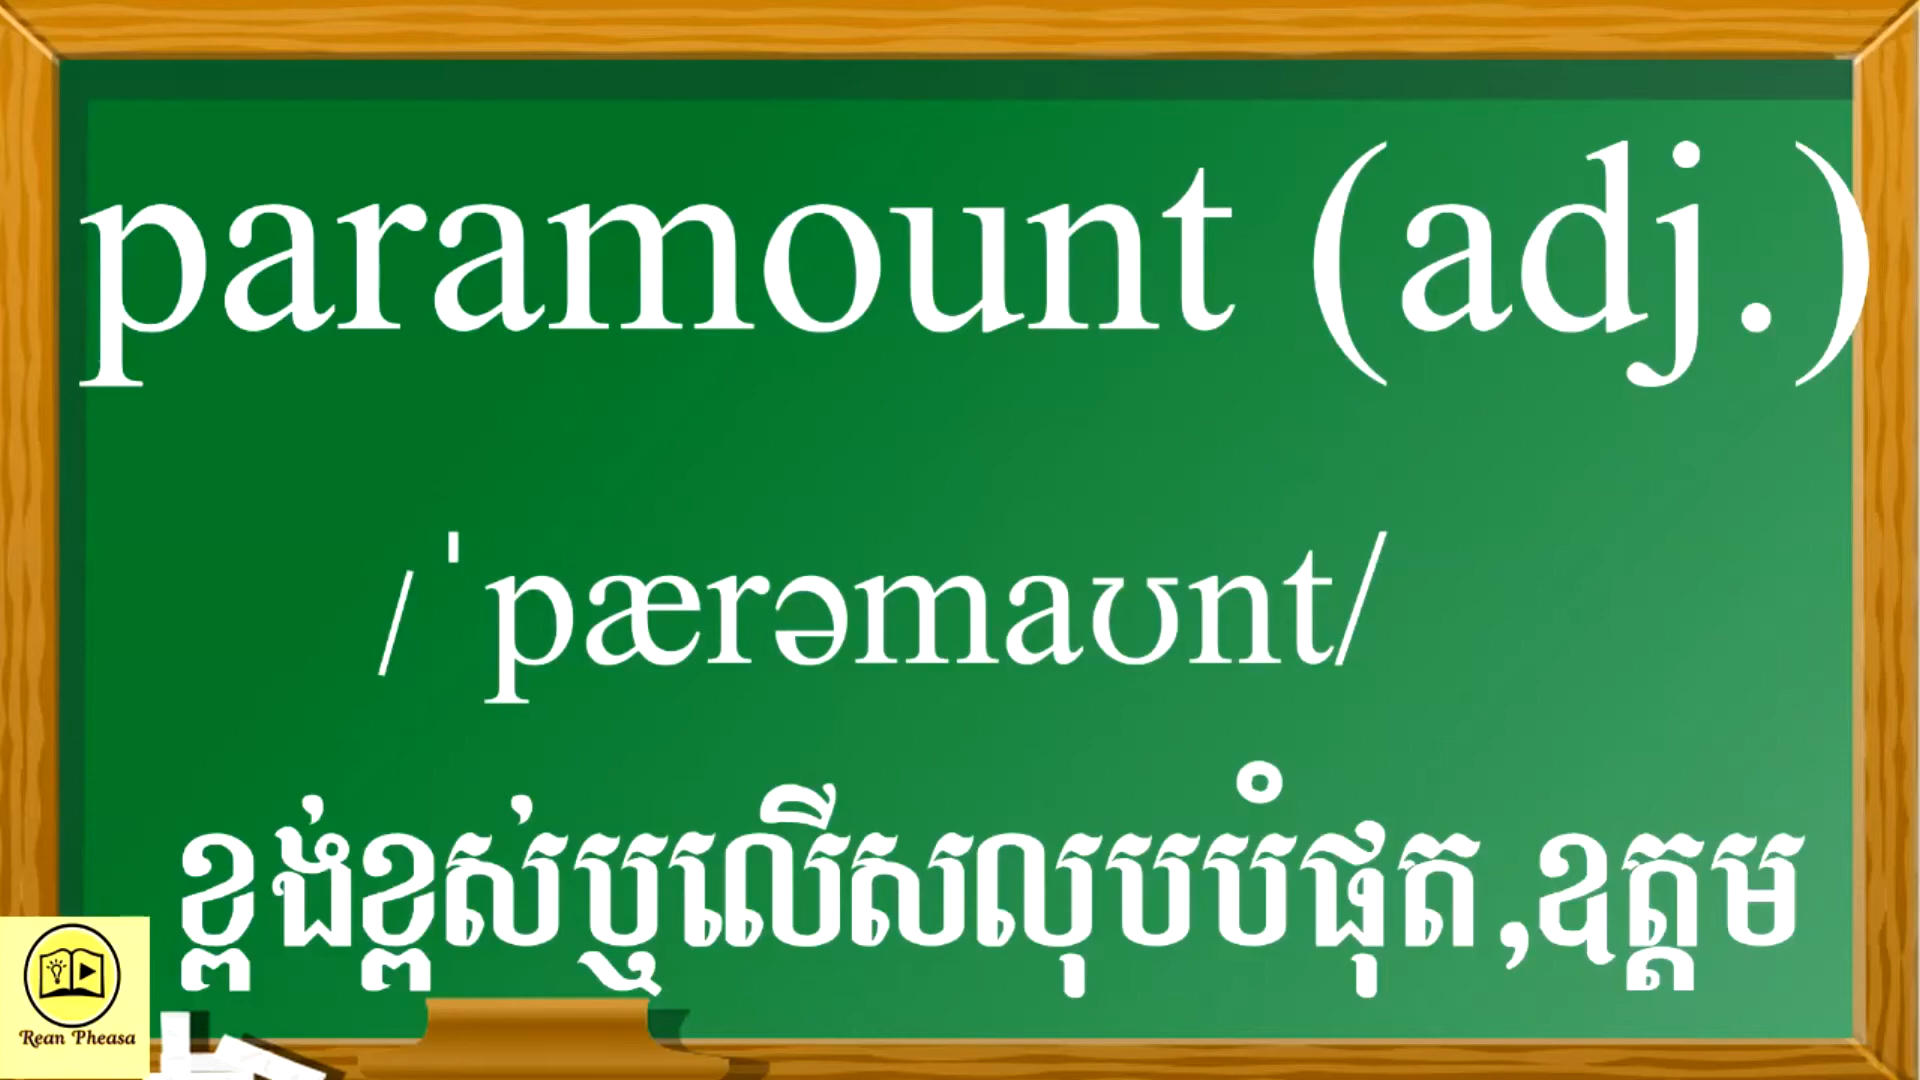 paramount (adj.)
/ˈpærəmaʊnt/
ខ្លង់ខ្ពស់ឬលើសលុបបំផុត,ឧត្តម
Rean Pheasa